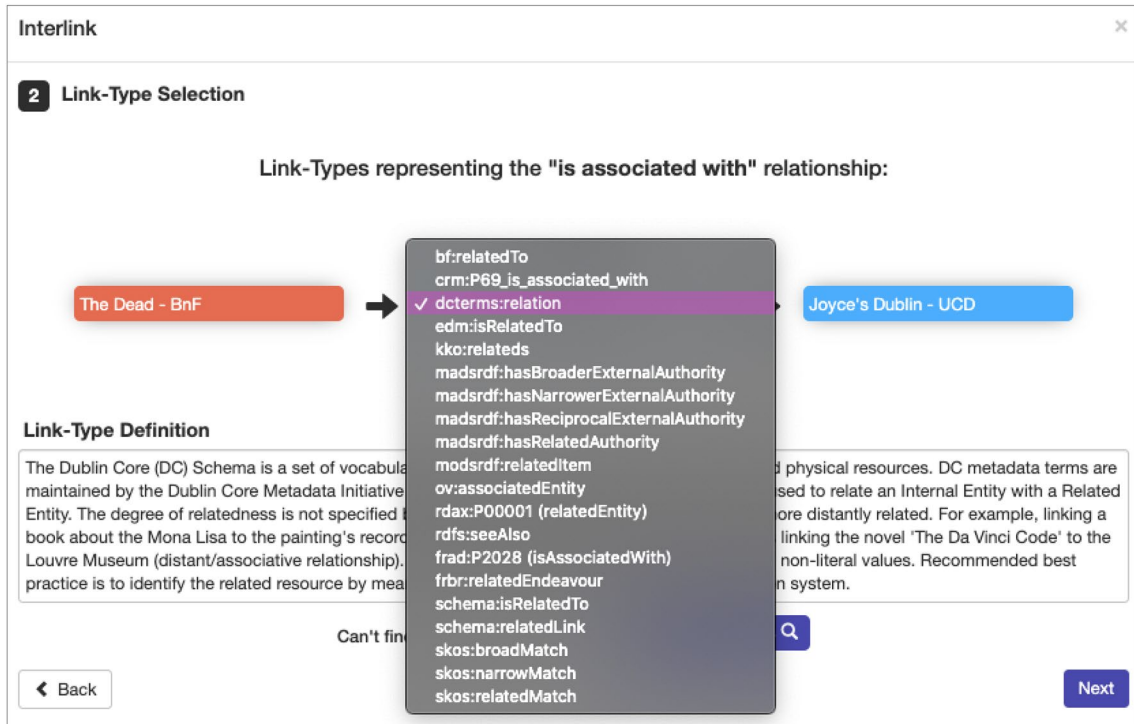 Interlink
×
2 Link-Type Selection
Link-Types representing the "is associated with" relationship:
The Dead - BnF
bf:relatedTo
crm:P69_is_associated_with
✓ dcterms:relation
edm:isRelatedTo
kko:relateds
madsrdf:hasBroaderExternalAuthority
madsrdf:hasNarrowerExternalAuthority
madsrdf:hasReciprocalExternalAuthority
madsrdf:hasRelatedAuthority
modsrdf:relatedItem
ov:associatedEntity
rdax:P00001 (relatedEntity)
rdfs:seeAlso
frad:P2028 (isAssociatedWith)
frbr:relatedEndeavour
schema:isRelatedTo
schema:relatedLink
skos:broadMatch
skos:narrowMatch
skos:relatedMatch
Joyce's Dublin - UCD
Link-Type Definition
The Dublin Core (DC) Schema is a set of physical resources. DC metadata terms are
maintained by the Dublin Core Metadata Initiative used to relate an Internal Entity with a Related
Entity. The degree of relatedness is not specified more distantly related. For example, linking a
book about the Mona Lisa to the painting's linking the novel 'The Da Vinci Code' to the
Louvre Museum (distant/associative relationship). non-literal values. Recommended best
practice is to identify the related resource by system.
Can't
Back
Next